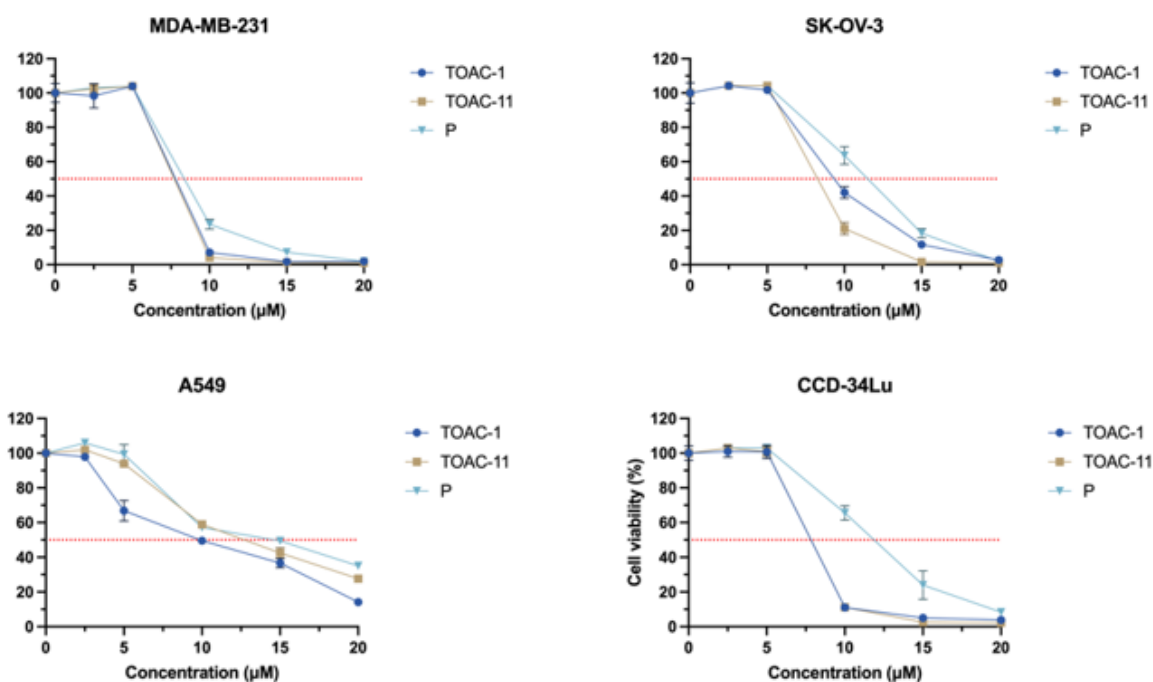 MDA-MB-231
120
100
80
60
40
20
0
0 5 10 15 20
Concentration (µM)
TOAC-1
TOAC-11
P
SK-OV-3
120
100
80
60
40
20
0
0 5 10 15 20
Concentration (µM)
TOAC-1
TOAC-11
P
A549
120
100
80
60
40
20
0
0 5 10 15 20
Concentration (µM)
TOAC-1
TOAC-11
P
CCD-34Lu
Cell viability (%)
120
100
80
60
40
20
0
0 5 10 15 20
Concentration (µM)
TOAC-1
TOAC-11
P